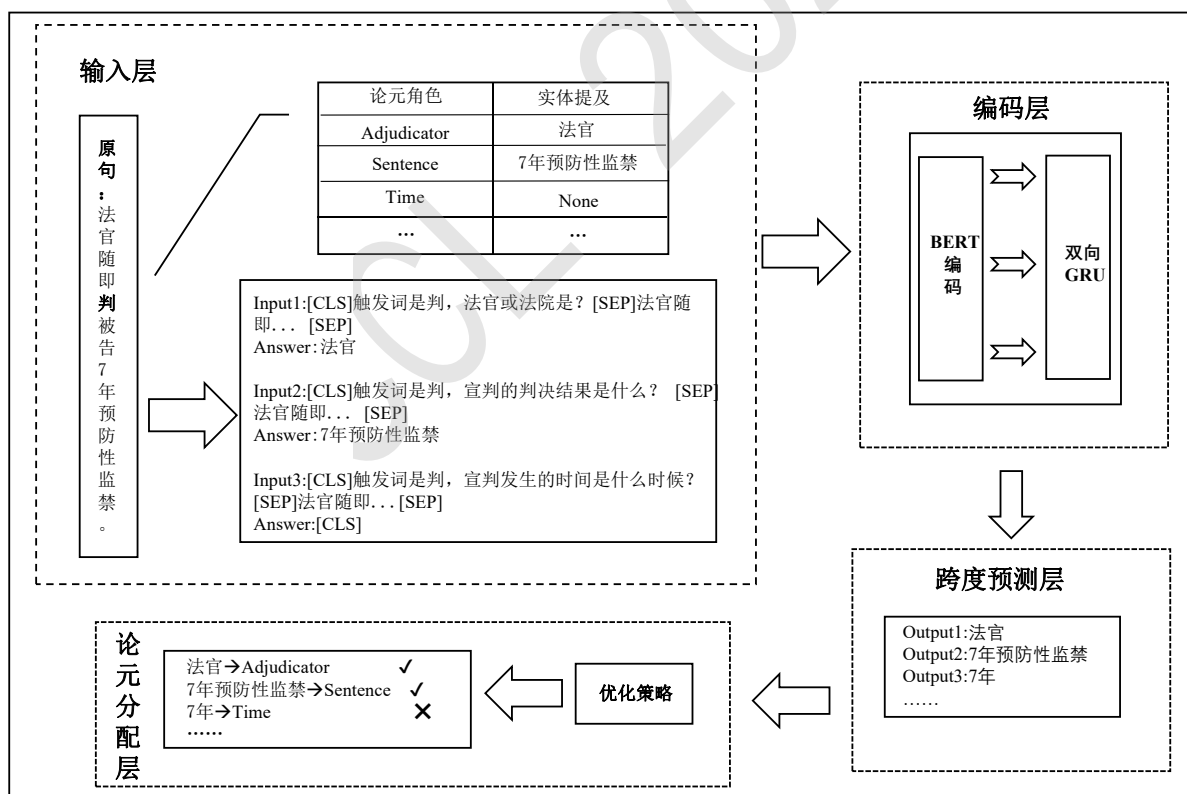 输入层
原句:法官随即判被告7年预防性监禁。
论元角色 实体提及
Adjudicator 法官
Sentence 7年预防性监禁
Time None
… …
Input1:[CLS]触发词是判，法官或法院是？[SEP]法官随
即... [SEP]
Answer:法官
Input2:[CLS]触发词是判，宣判的判决结果是什么？ [SEP]
法官随即... [SEP]
Answer:7年预防性监禁
Input3:[CLS]触发词是判，宣判发生的时间是什么时候？
[SEP]法官随即...[SEP]
Answer:[CLS]
编码层
BERT
编
码
双向
GRU
跨度预测层
Output1:法官
Output2:7年预防性监禁
Output3:7年
……
优化策略
论元分配层
法官→Adjudicator ✓
7年预防性监禁→Sentence ✓
7年→Time ✕
……